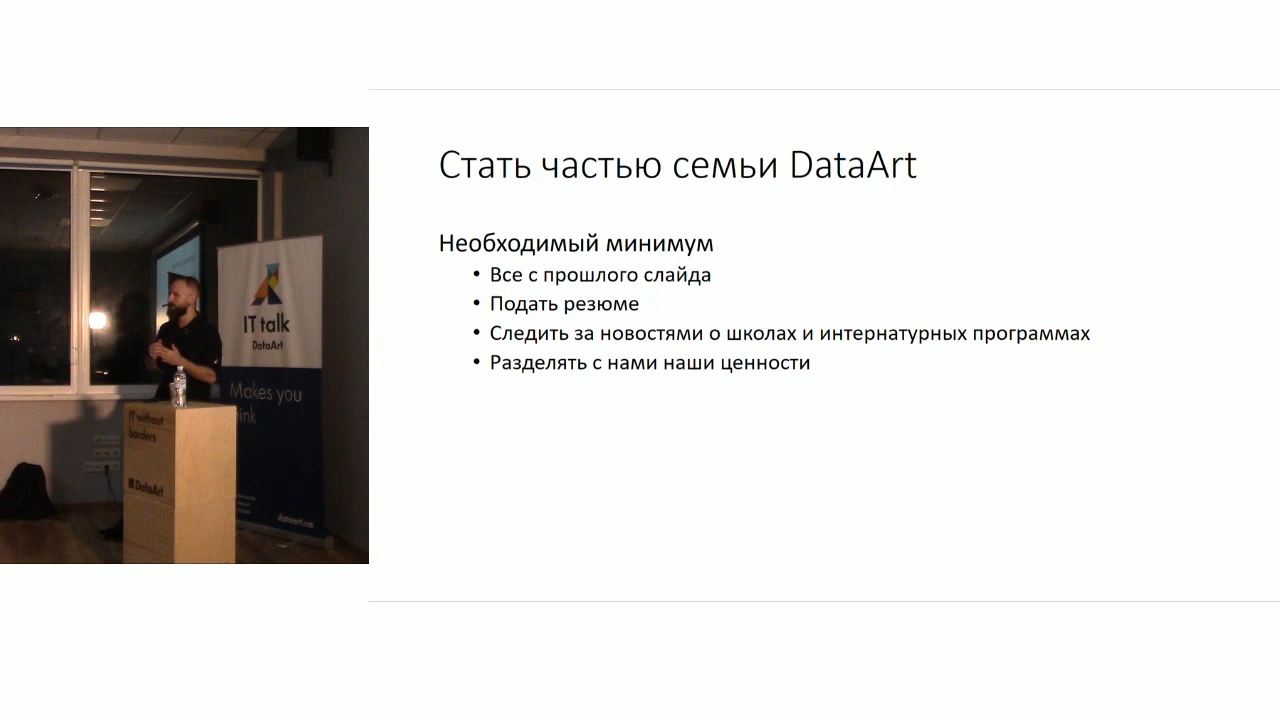 Стать частью семьи DataArt
Необходимый минимум
• Все с прошлого слайда
• Подать резюме
• Следить за новостями о школах и интернатурных программах
• Разделять с нами наши ценности
IT talk
DataArt
Makes you
IT without
borders
DataArt
dataart.ua